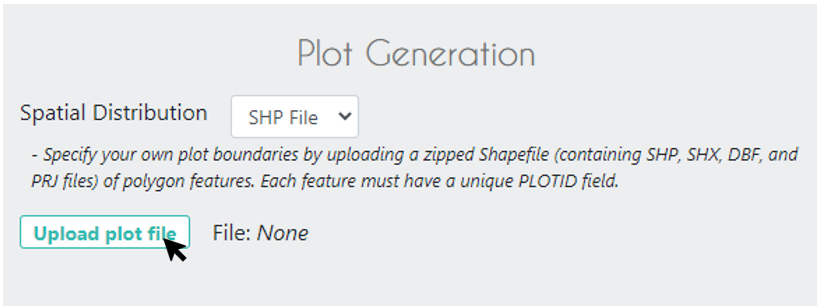 Plot Generation
Spatial Distribution SHP File
- Specify your own plot boundaries by uploading a zipped Shapefile (containing SHP, SHX, DBF, and
PRJ files) of polygon features. Each feature must have a unique PLOTID field.
Upload plot file File: None